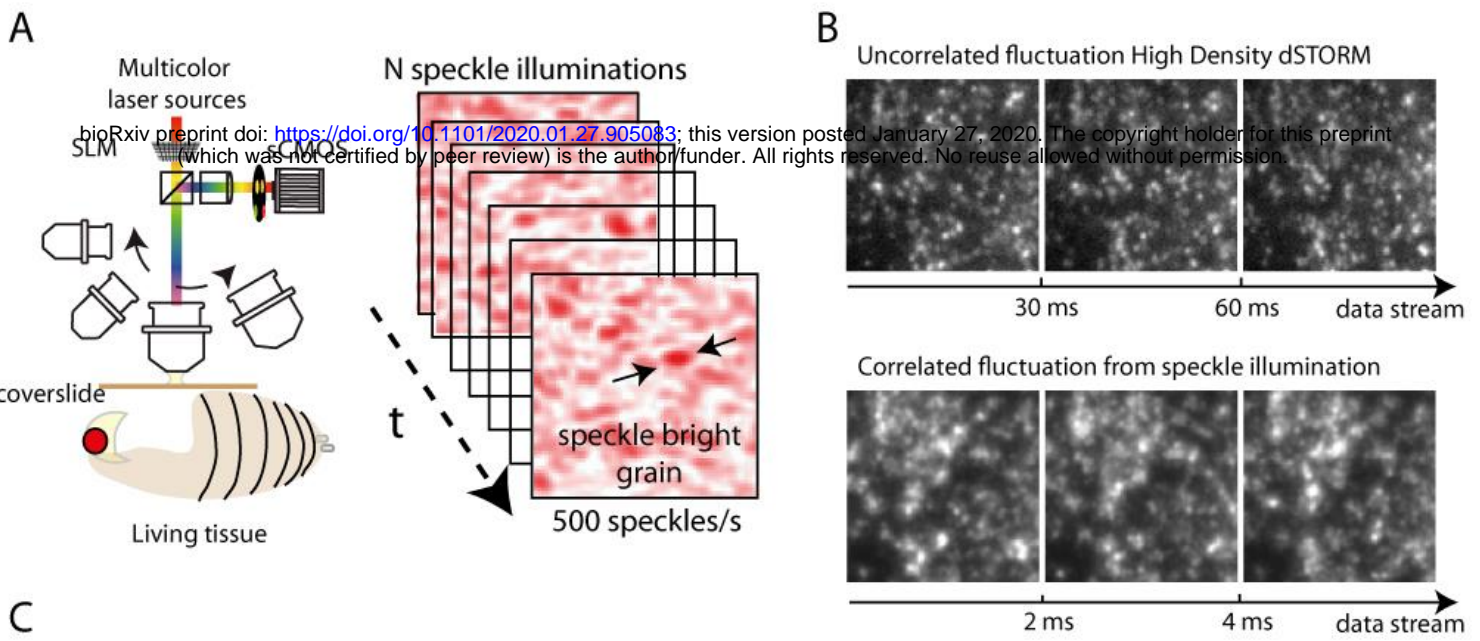 A
Multicolor
laser sources
SLM
sCMOS
coverslide
Living tissue
N speckle illuminations
t
speckle bright
grain
500 speckles/s
bioRxiv preprint doi: https://doi.org/10.1101/2020.01.27.905083; this version posted January 27, 2020. The copyright holder for this preprint
(which was not certified by peer review) is the author/funder. All rights reserved. No reuse allowed without permission.
B
Uncorrelated fluctuation High Density dSTORM
30 ms
60 ms
data stream
Correlated fluctuation from speckle illumination
2 ms
4 ms
data stream
C